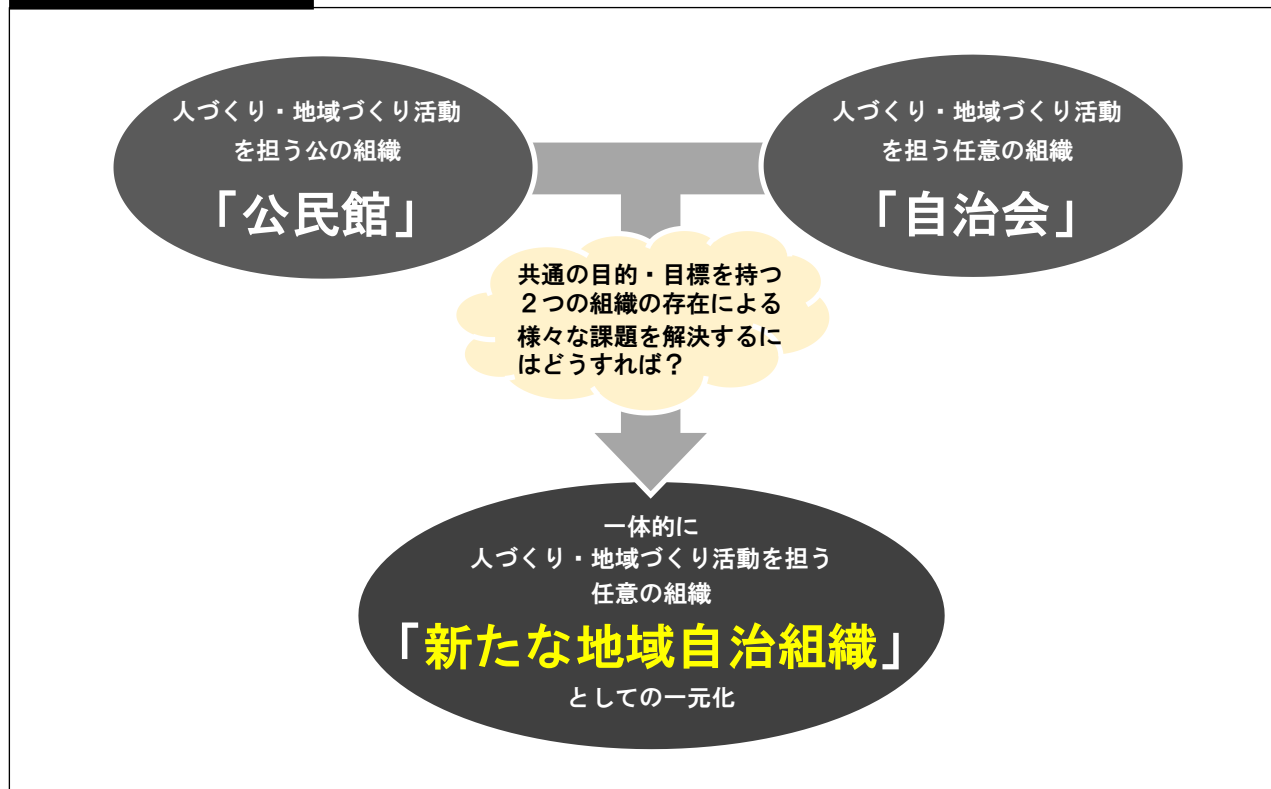 人づくり・地域づくり活動
を担う公の組織
「公民館」
人づくり・地域づくり活動
を担う任意の組織
「自治会」
共通の目的・目標を持つ
２つの組織の存在による
様々な課題を解決するに
はどうすれば？
一体的に
人づくり・地域づくり活動を担う
任意の組織
「新たな地域自治組織」
としての一元化